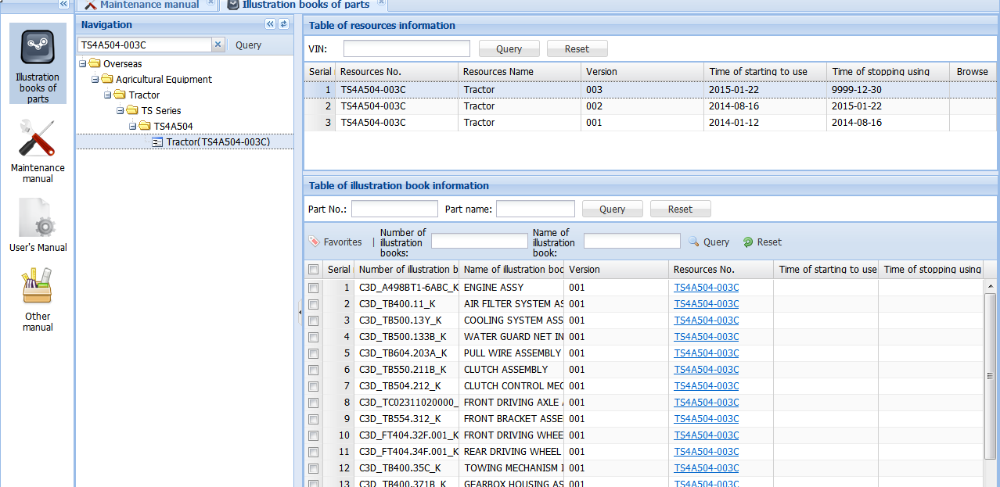 Maintenance manual
Illustration books of parts
Illustration books of parts
Maintenance manual
User's Manual
Other manual
Navigation
TS4A504-003C Query
Overseas
Agricultural Equipment
Tractor
TS Series
TS4A504
Tractor(TS4A504-003C)
Table of resources information
VIN: Query Reset
Serial Resources No. Resources Name Version Time of starting to use Time of stopping using Browse
1 TS4A504-003C Tractor 003 2015-01-22 9999-12-30
2 TS4A504-003C Tractor 002 2014-08-16 2015-01-22
3 TS4A504-003C Tractor 001 2014-01-12 2014-08-16
Table of illustration book information
Part No.: Part name: Query Reset
Favorites | Number of illustration books: Name of illustration book: Query Reset
Serial Number of illustration b Name of illustration boo Version Resources No. Time of starting to use Time of stopping using
1 C3D_A498BT1-6ABC_K ENGINE ASSY 001 TS4A504-003C
2 C3D_TB400.11_K AIR FILTER SYSTEM AS 001 TS4A504-003C
3 C3D_TB500.13Y_K COOLING SYSTEM ASS 001 TS4A504-003C
4 C3D_TB500.133B_K WATER GUARD NET IN 001 TS4A504-003C
5 C3D_TB604.203A_K PULL WIRE ASSEMBLY 001 TS4A504-003C
6 C3D_TB550.211B_K CLUTCH ASSEMBLY 001 TS4A504-003C
7 C3D_TB504.212_K CLUTCH CONTROL MEC 001 TS4A504-003C
8 C3D_TC02311020000_ FRONT DRIVING AXLE A 001 TS4A504-003C
9 C3D_TB554.312_K FRONT BRACKET ASSE 001 TS4A504-003C
10 C3D_FT404.32F.001_K FRONT DRIVING WHEE 001 TS4A504-003C
11 C3D_FT404.34F.001_K REAR DRIVING WHEEL 001 TS4A504-003C
12 C3D_TB400.35C_K TOWING MECHANISM I 001 TS4A504-003C
13 C3D_TB400.371B_K GEARBOX HOUSING AS 001 TS4A504-003C